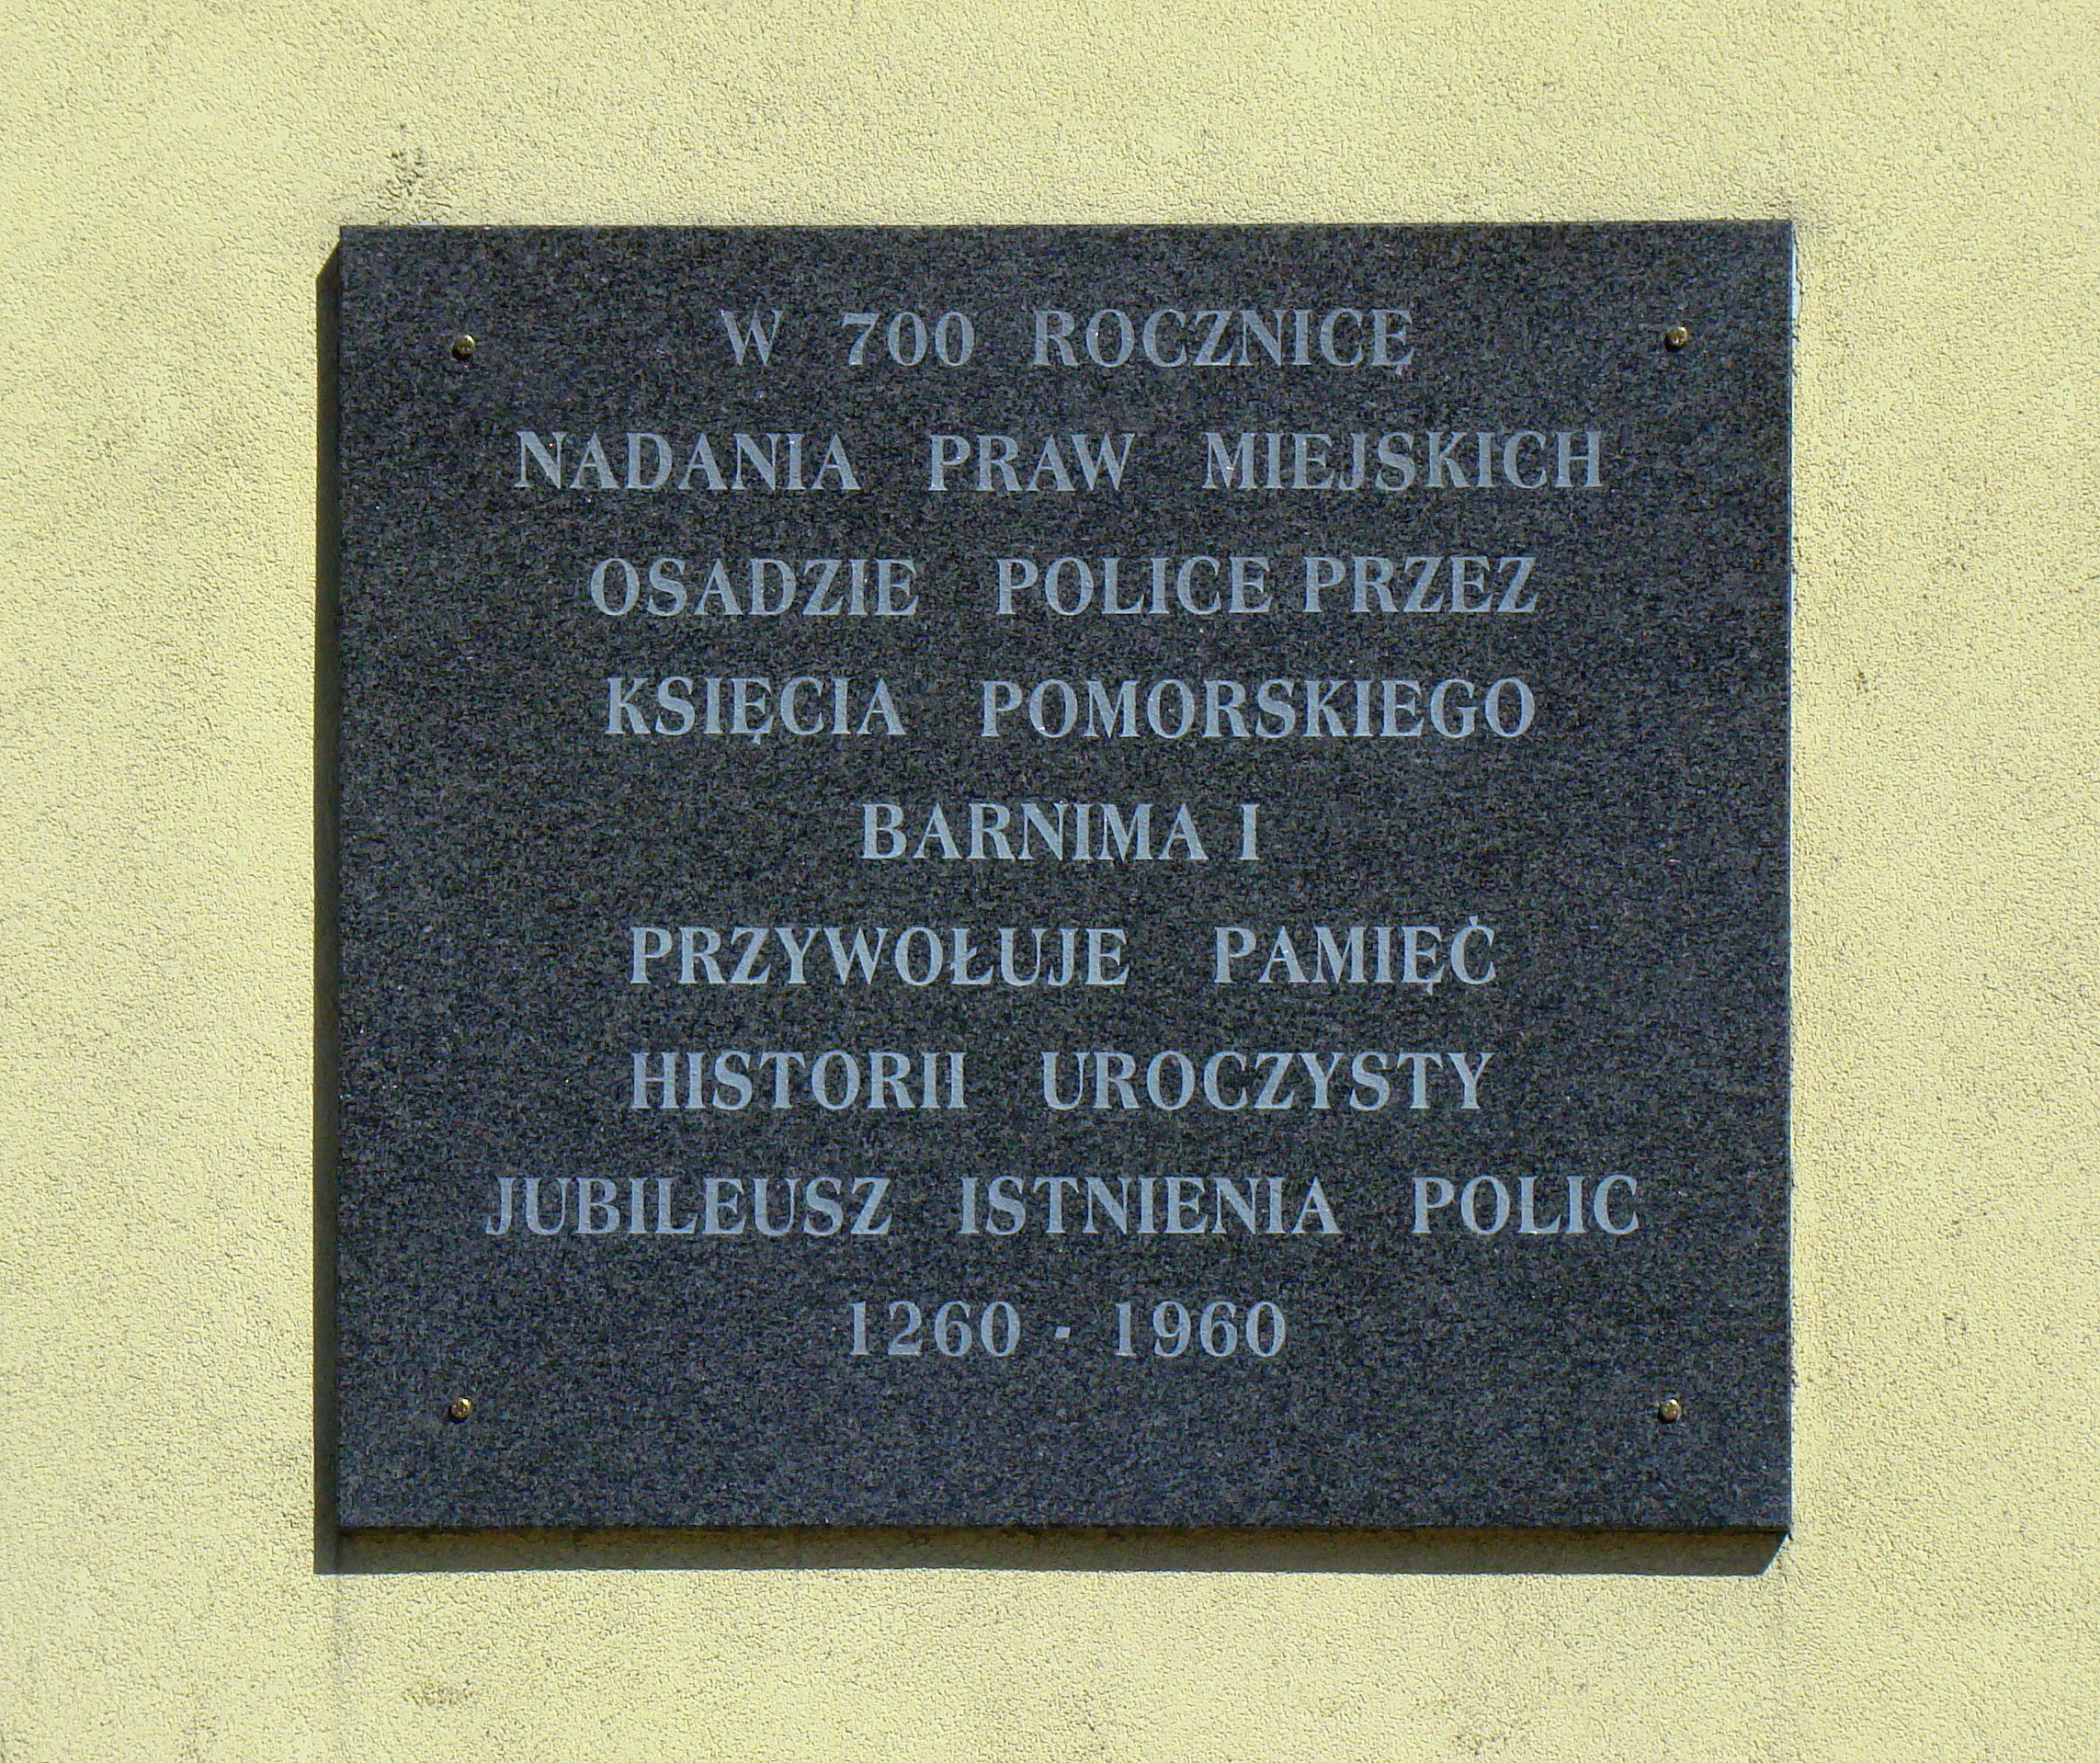 W 700 ROCZNICĘ
NADANIA PRAW MIEJSKICH
OSADZIE POLICE PRZEZ
KSIĘCIA POMORSKIEGO
BARNIMA I
PRZYWOŁUJE PAMIĘĆ
HISTORII UROCZYSTY
JUBILEUSZ ISTNIENIA POLIC
1260 - 1960